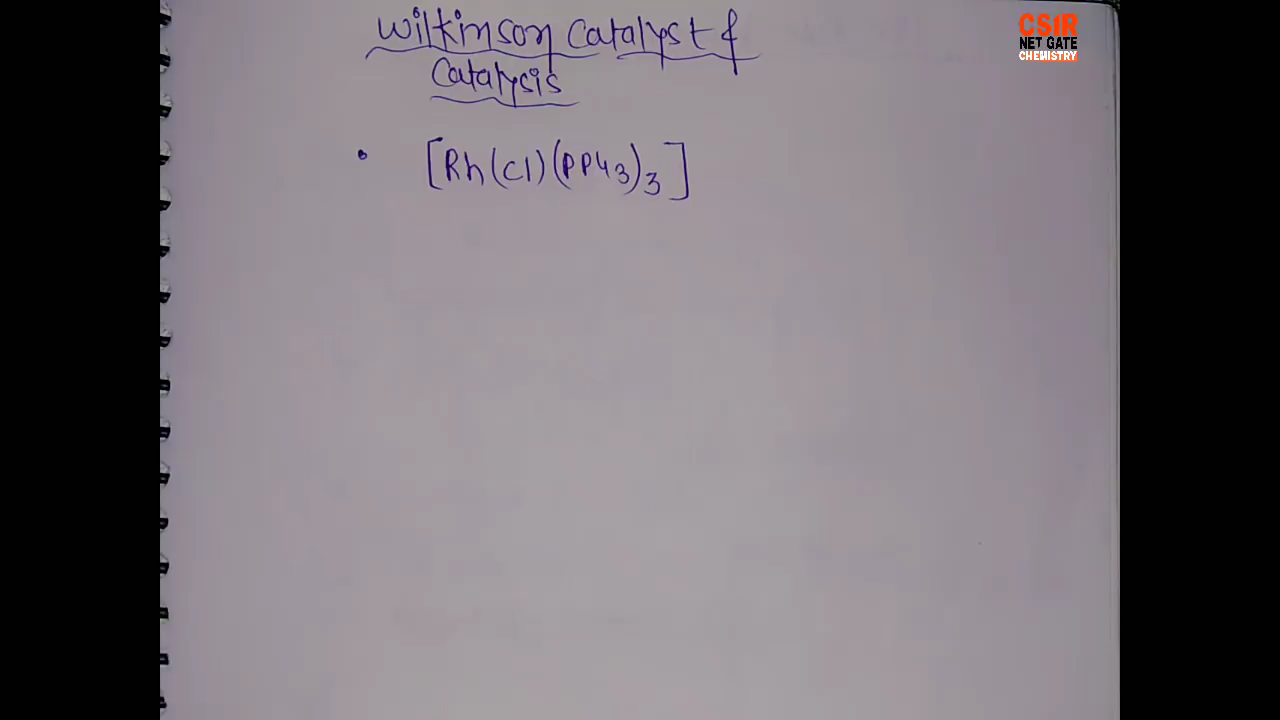 Wilkinson Catalyst &
Catalysis
• [Rh(Cl)(PPh3)3]
CSIR
NET GATE
CHEMISTRY